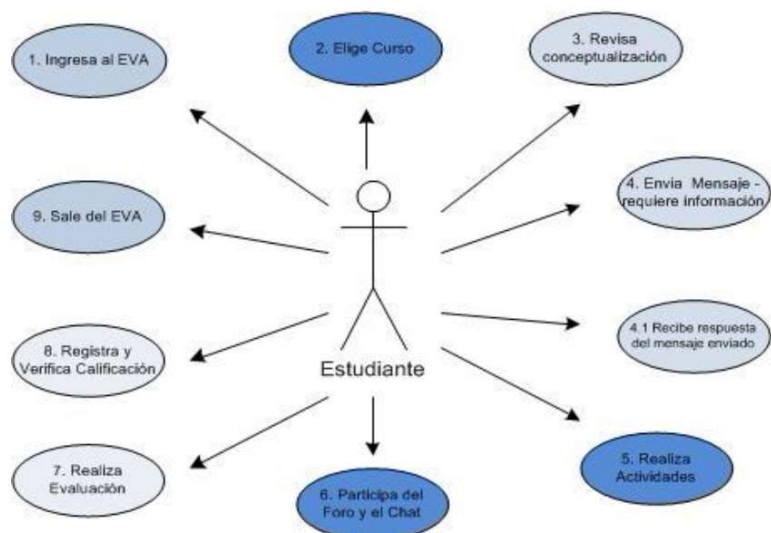 1. Ingresa al EVA
2. Elige Curso
3. Revisa
conceptualización
4. Envia Mensaje -
requiere información
4.1 Recibe respuesta
del mensaje enviado
5. Realiza
Actividades
6. Participa del
Foro y el Chat
7. Realiza
Evaluación
8. Registra y
Verifica Calificación
9. Sale del EVA
Estudiante